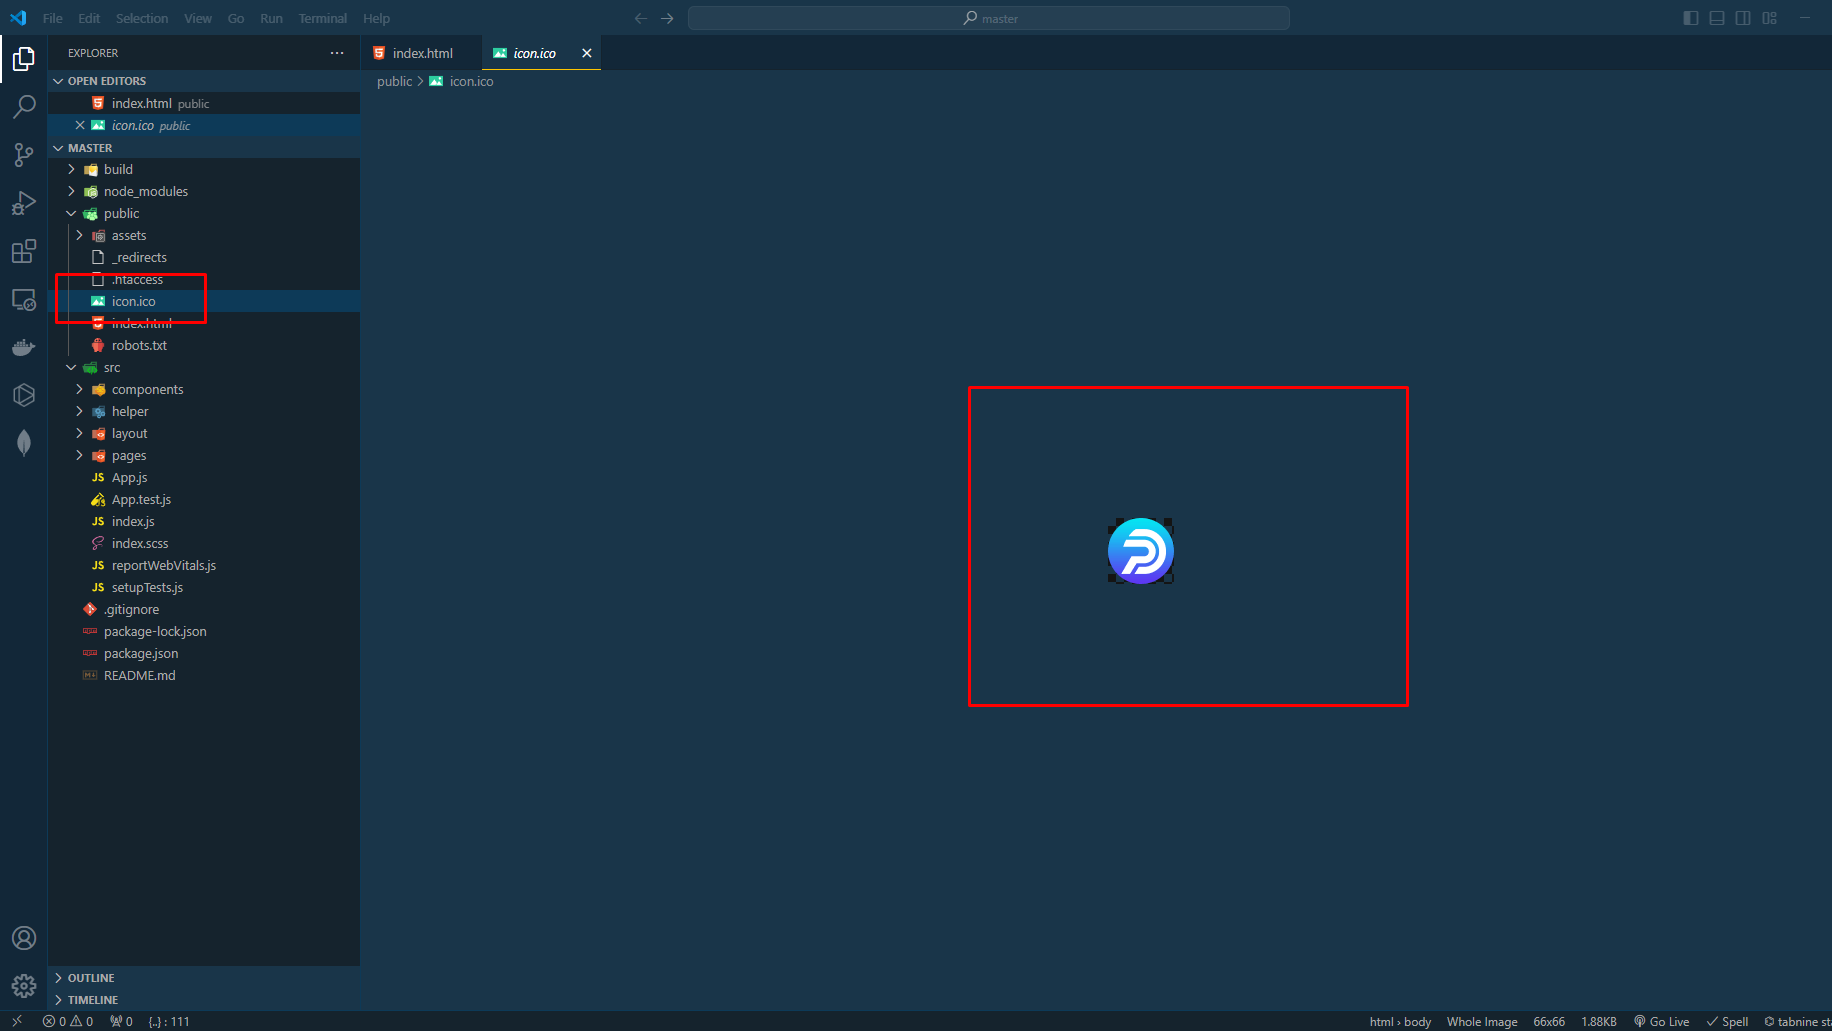 File Edit Selection View Go Run Terminal Help
master
EXPLORER
index.html
icon.ico
OPEN EDITORS
public
icon.ico
index.html public
icon.ico public
MASTER
build
node_modules
public
assets
_redirects
.htaccess
icon.ico
index.html
robots.txt
src
components
helper
layout
pages
JS App.js
App.test.js
JS index.js
index.scss
JS reportWebVitals.js
JS setupTests.js
.gitignore
package-lock.json
package.json
README.md
OUTLINE
TIMELINE
0 0 0 {..} : 111
html › body Whole Image 66x66 1.88KB Go Live Spell tabnine sta